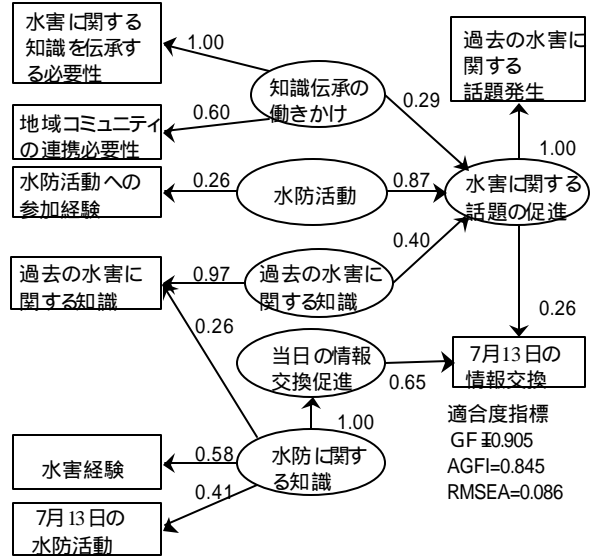 水害に関する
知識を伝承す
る必要性
1.00
知識伝承の
働きかけ
0.29
過去の水害に
関する
話題発生
1.00
地域コミュニティ
の連携必要性
0.60
水防活動への
参加経験
0.26
水防活動
0.87
水害に関する
話題の促進
0.40
過去の水害に
関する知識
0.97
過去の水害に
関する知識
0.26
0.26
当日の情報
交換促進
0.65
7月13日の
情報交換
1.00
水防に関す
る知識
水害経験
0.58
0.41
7月13日の
水防活動
適合度指標
GFI=0.905
AGFI=0.845
RMSEA=0.086